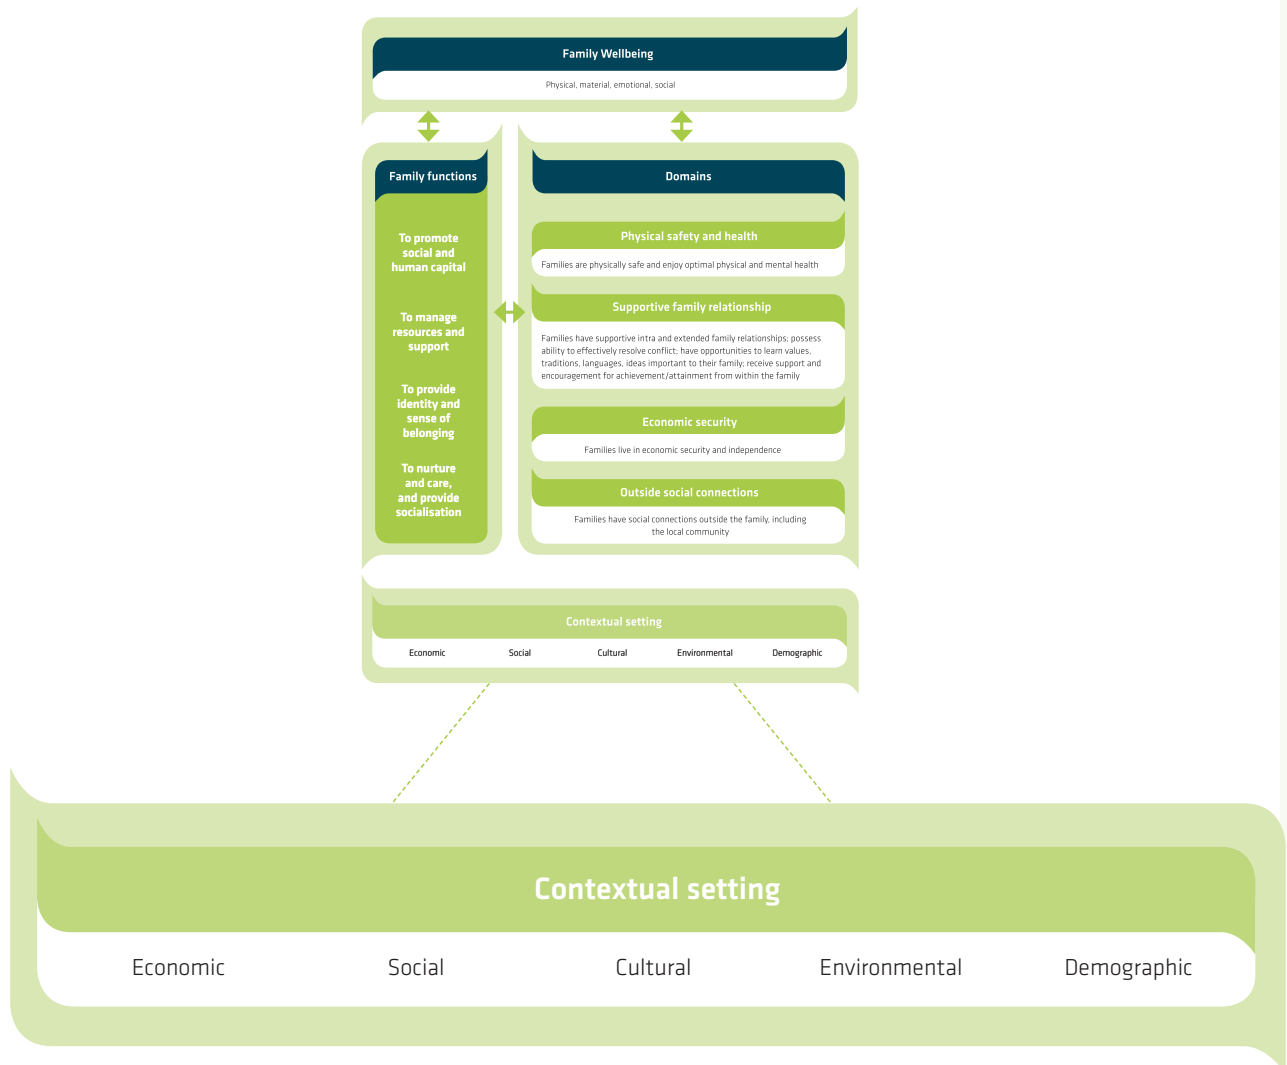 Family Wellbeing
Physical, material, emotional, social
Family functions
To promote
social and
human capital
To manage
resources and
support
To provide
identity and
sense of
belonging
To nurture
and care,
and provide
socialisation
Domains
Physical safety and health
Families are physically safe and enjoy optimal physical and mental health
Supportive family relationship
Families have supportive intra and extended family relationships; possess
ability to effectively resolve conflict; have opportunities to learn values,
traditions, languages, ideas important to their family; receive support and
encouragement for achievement/attainment from within the family
Economic security
Families live in economic security and independence
Outside social connections
Families have social connections outside the family, including
the local community
Contextual setting
Economic Social Cultural Environmental Demographic
Contextual setting
Economic Social Cultural Environmental Demographic